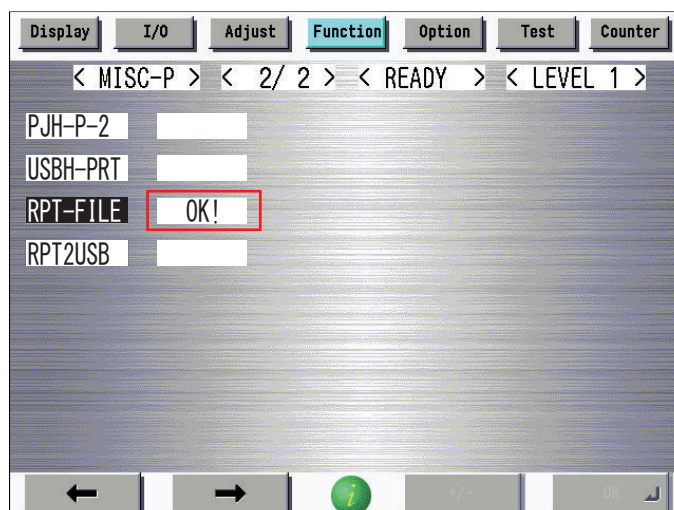 Display I/O Adjust Function Option Test Counter
< MISC-P > < 2/ 2 > < READY > < LEVEL 1 >
PJH-P-2
USBH-PRT
RPT-FILE OK!
RPT2USB
i +/- OK